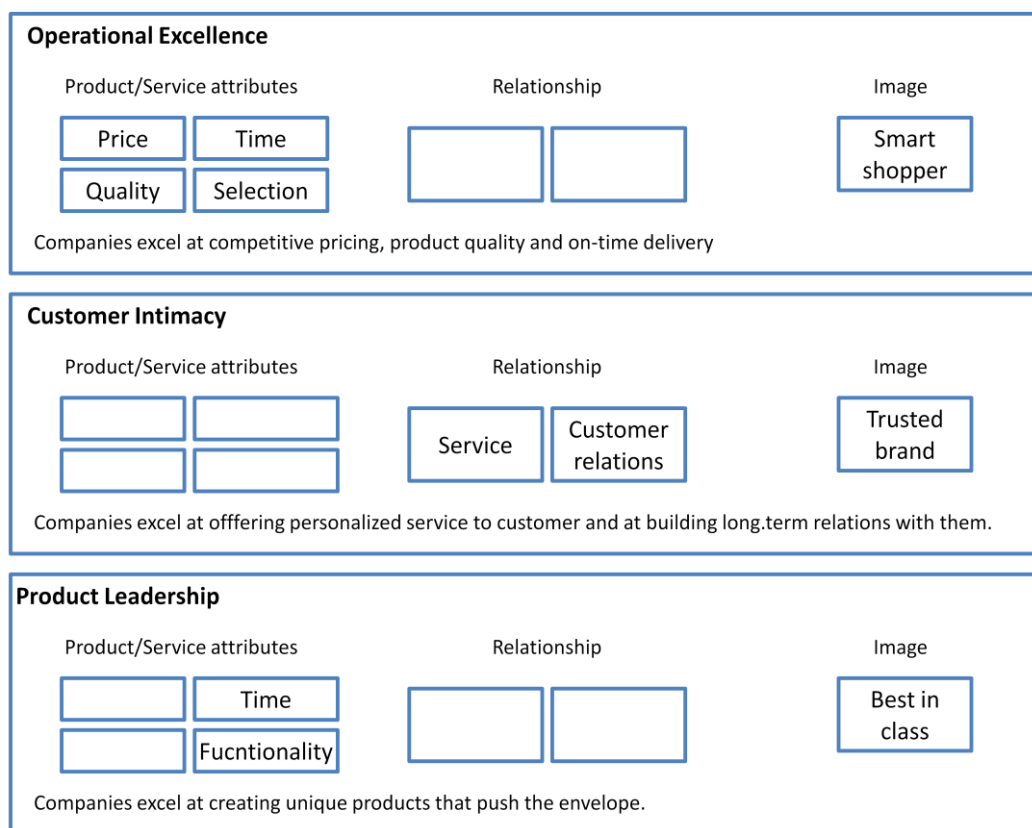 Operational Excellence
Product/Service attributes Relationship Image
Price Time
Quality Selection
Smart
shopper
Companies excel at competitive pricing, product quality and on-time delivery
Customer Intimacy
Product/Service attributes Relationship Image
Service
Customer
relations
Trusted
brand
Companies excel at offfering personalized service to customer and at building long.term relations with them.
Product Leadership
Product/Service attributes Relationship Image
Time
Fucntionality
Best in
class
Companies excel at creating unique products that push the envelope.